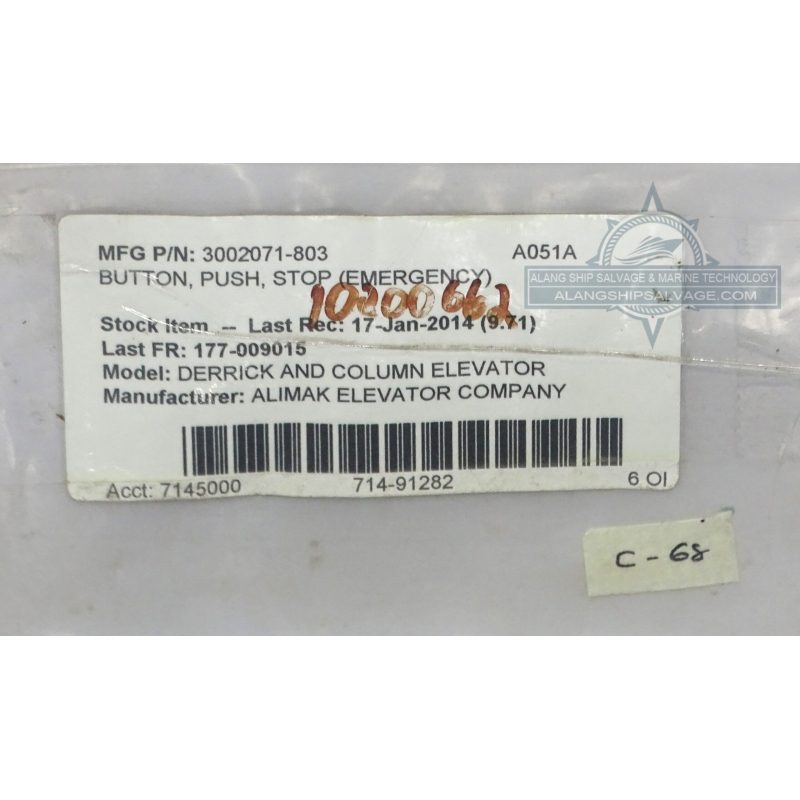 ALANG SHIP SALVAGE & MARINE TECHNOLOGY
ALANGSHIPSALVAGE.COM
MFG P/N: 3002071-803 A051A
BUTTON, PUSH, STOP (EMERGENCY)
10200662
Stock Item -- Last Rec: 17-Jan-2014 (9.71)
Last FR: 177-009015
Model: DERRICK AND COLUMN ELEVATOR
Manufacturer: ALIMAK ELEVATOR COMPANY
Acct: 7145000 714-91282 6 OI
C - 68